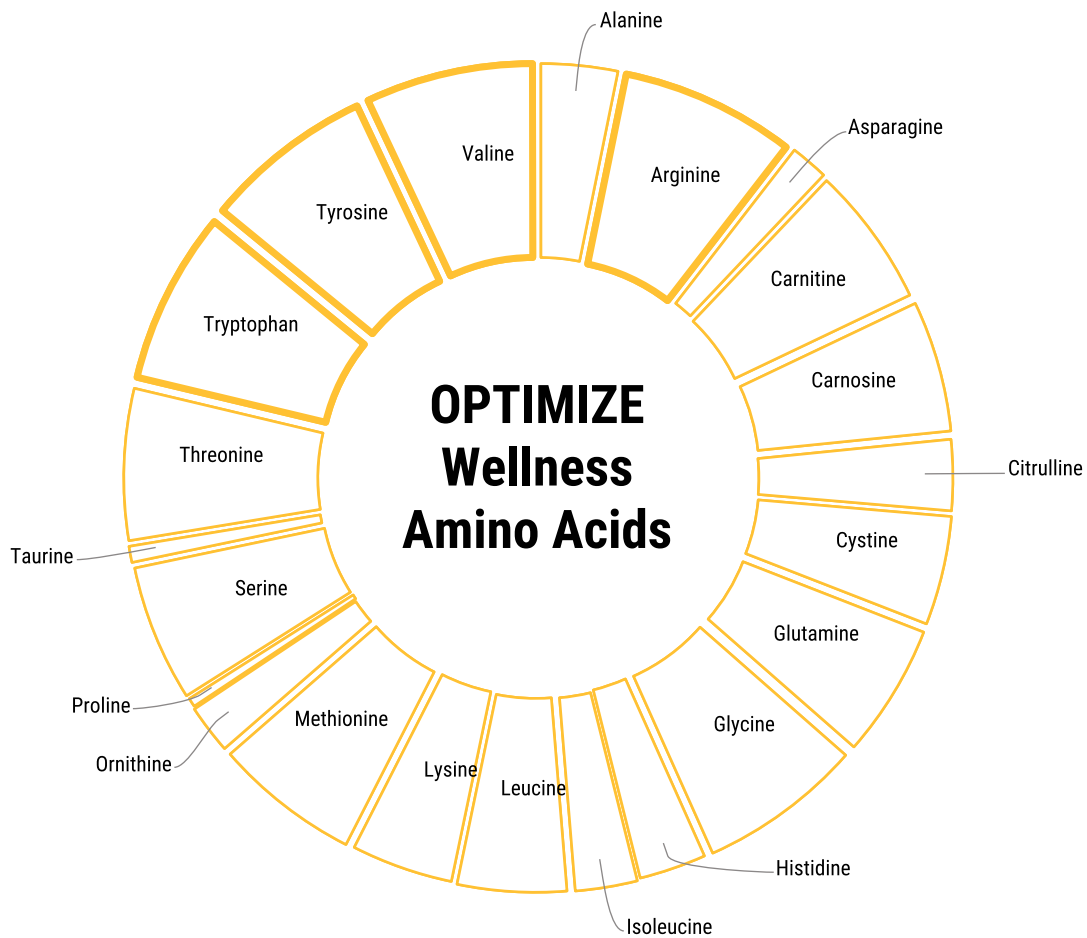 Alanine
Arginine
Asparagine
Carnitine
Carnosine
Citrulline
Cystine
Glutamine
Glycine
Histidine
Isoleucine
Leucine
Lysine
Methionine
Ornithine
Proline
Serine
Taurine
Threonine
Tryptophan
Tyrosine
Valine
OPTIMIZE
Wellness
Amino Acids